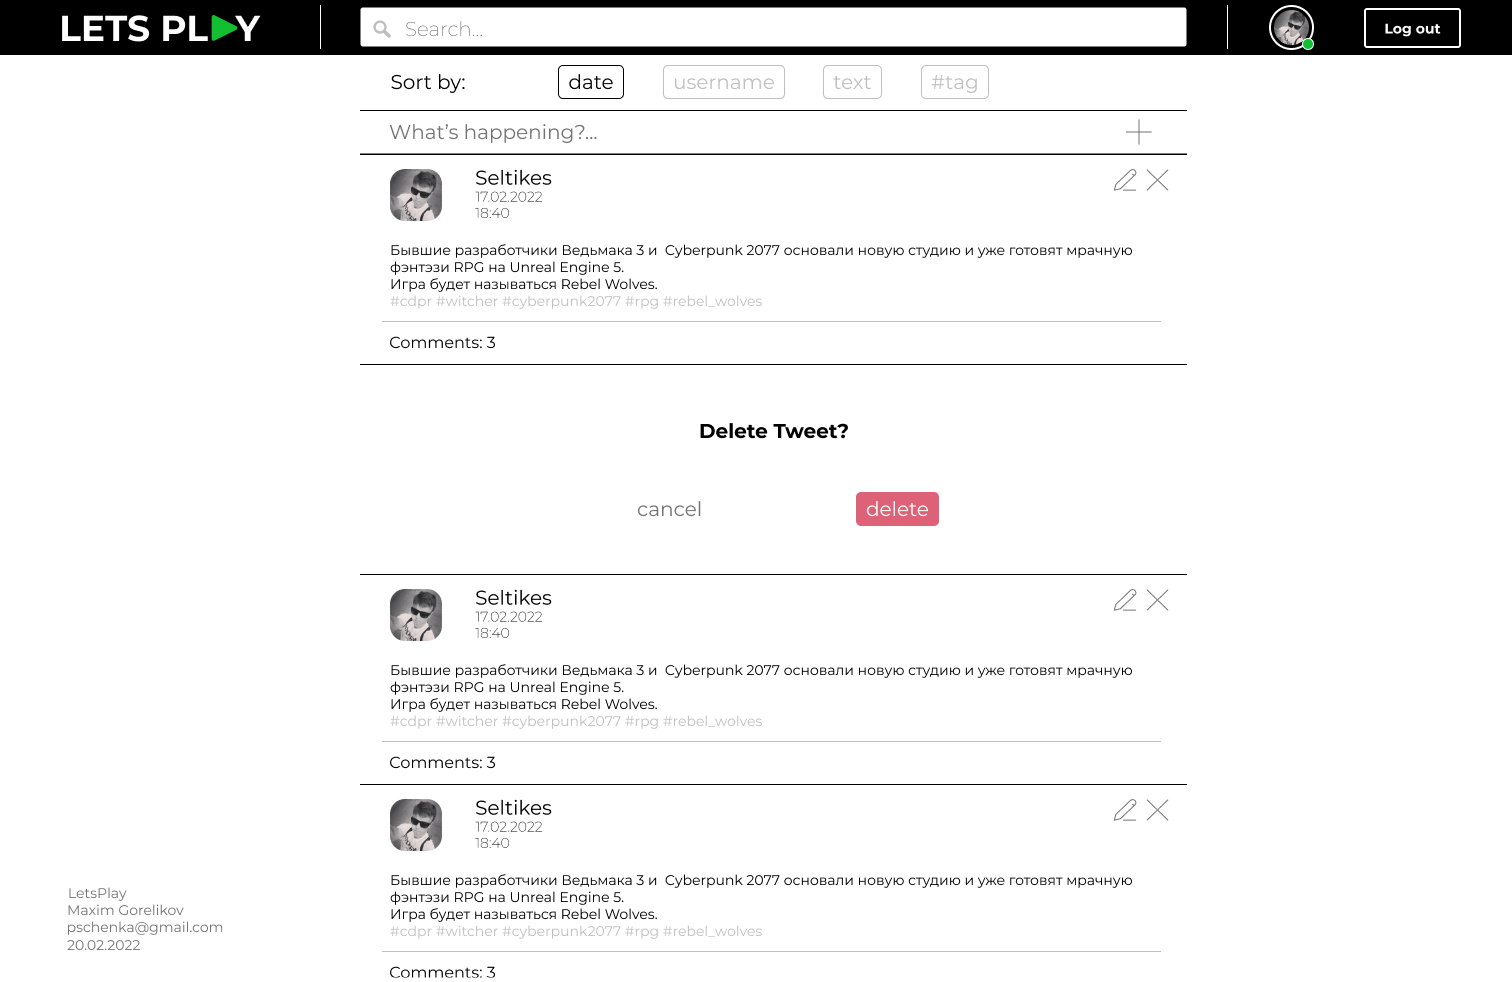 LETS PLAY
Search...
Log out
Sort by:
date
username
text
#tag
What's happening?...
Seltikes
17.02.2022
18:40
Бывшие разработчики Ведьмака 3 и  Cyberpunk 2077 основали новую студию и уже готовят мрачную
фэнтэзи RPG на Unreal Engine 5.
Игра будет называться Rebel Wolves.
#cdpr #witcher #cyberpunk2077 #rpg #rebel_wolves
Comments: 3
Delete Tweet?
cancel
delete
Seltikes
17.02.2022
18:40
Бывшие разработчики Ведьмака 3 и  Cyberpunk 2077 основали новую студию и уже готовят мрачную
фэнтэзи RPG на Unreal Engine 5.
Игра будет называться Rebel Wolves.
#cdpr #witcher #cyberpunk2077 #rpg #rebel_wolves
Comments: 3
Seltikes
17.02.2022
18:40
Бывшие разработчики Ведьмака 3 и  Cyberpunk 2077 основали новую студию и уже готовят мрачную
фэнтэзи RPG на Unreal Engine 5.
Игра будет называться Rebel Wolves.
#cdpr #witcher #cyberpunk2077 #rpg #rebel_wolves
Comments: 3
LetsPlay
Maxim Gorelikov
pschenka@gmail.com
20.02.2022